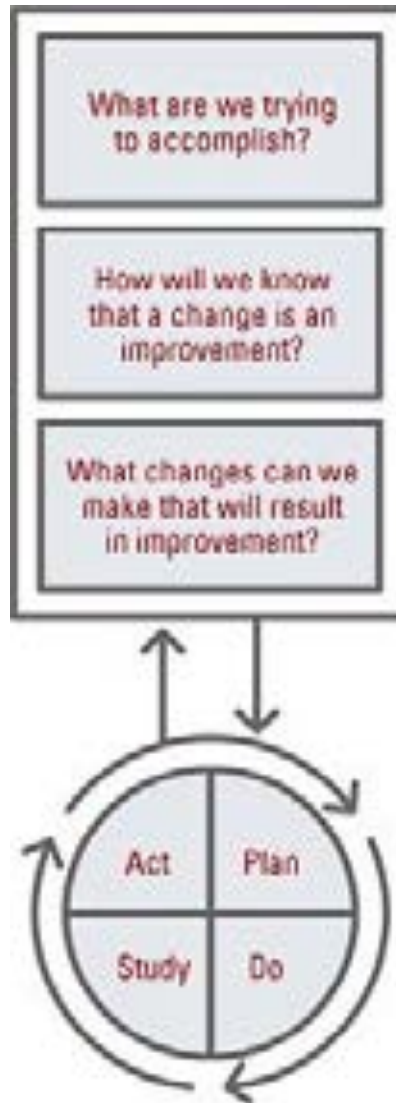 What are we trying
to accomplish?
How will we know
that a change is an
improvement?
What changes can we
make that will result
in improvement?
Act
Plan
Study
Do